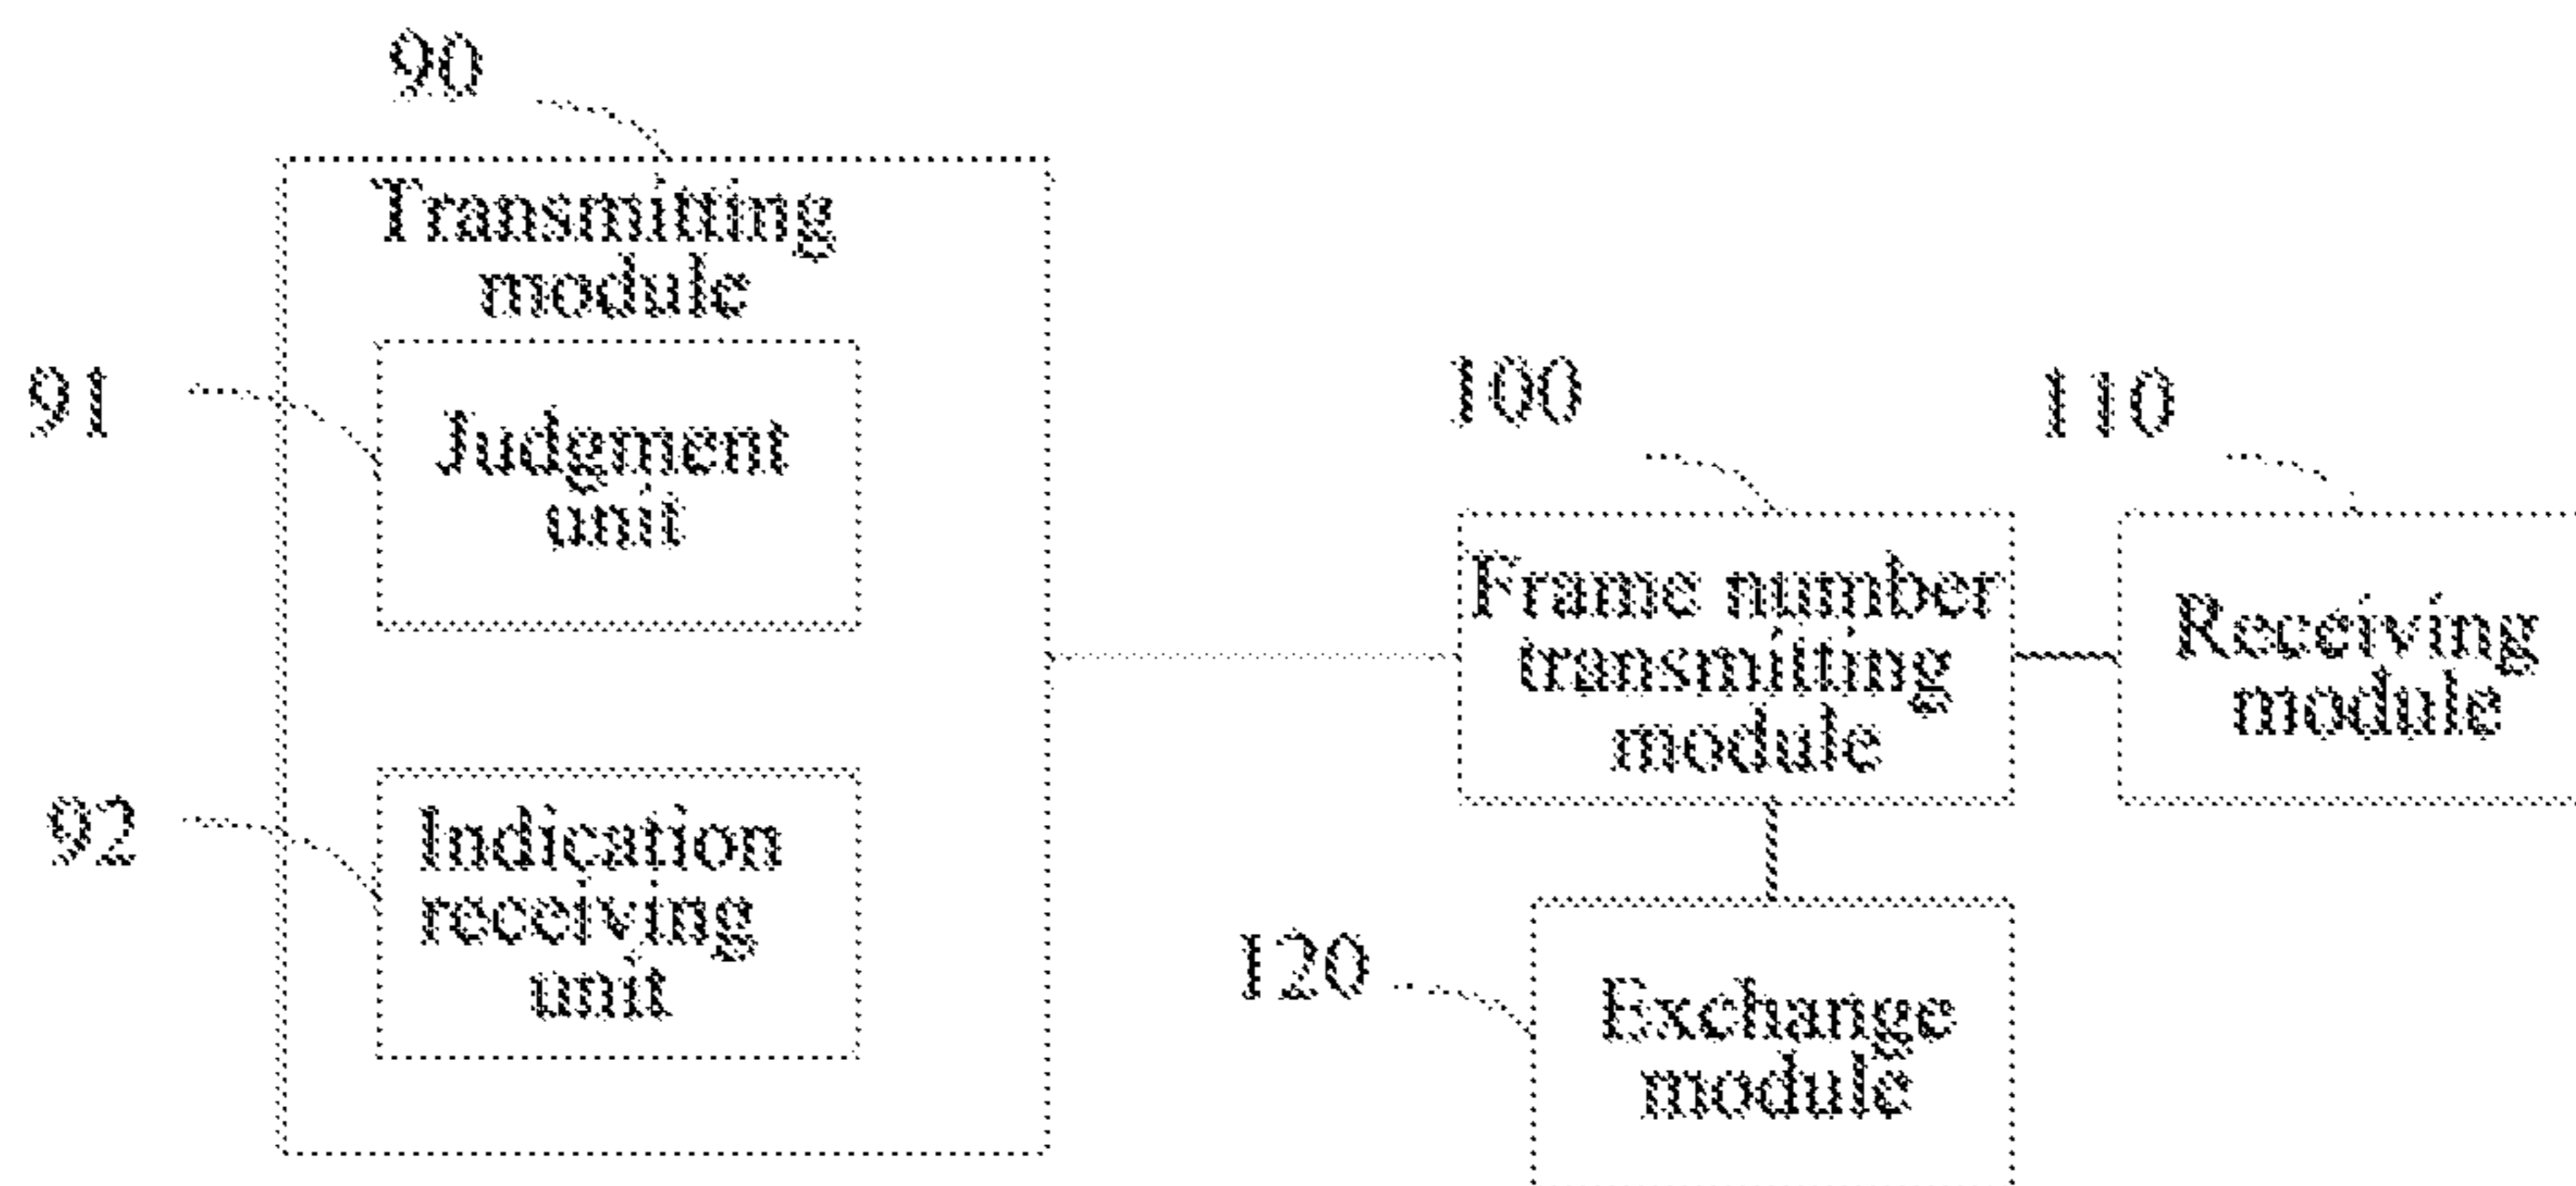 90
Transmitting
module
91
Judgment
unit
92
Indication
receiving
unit
100
Frame number
transmitting
module
110
Receiving
module
120
Exchange
module